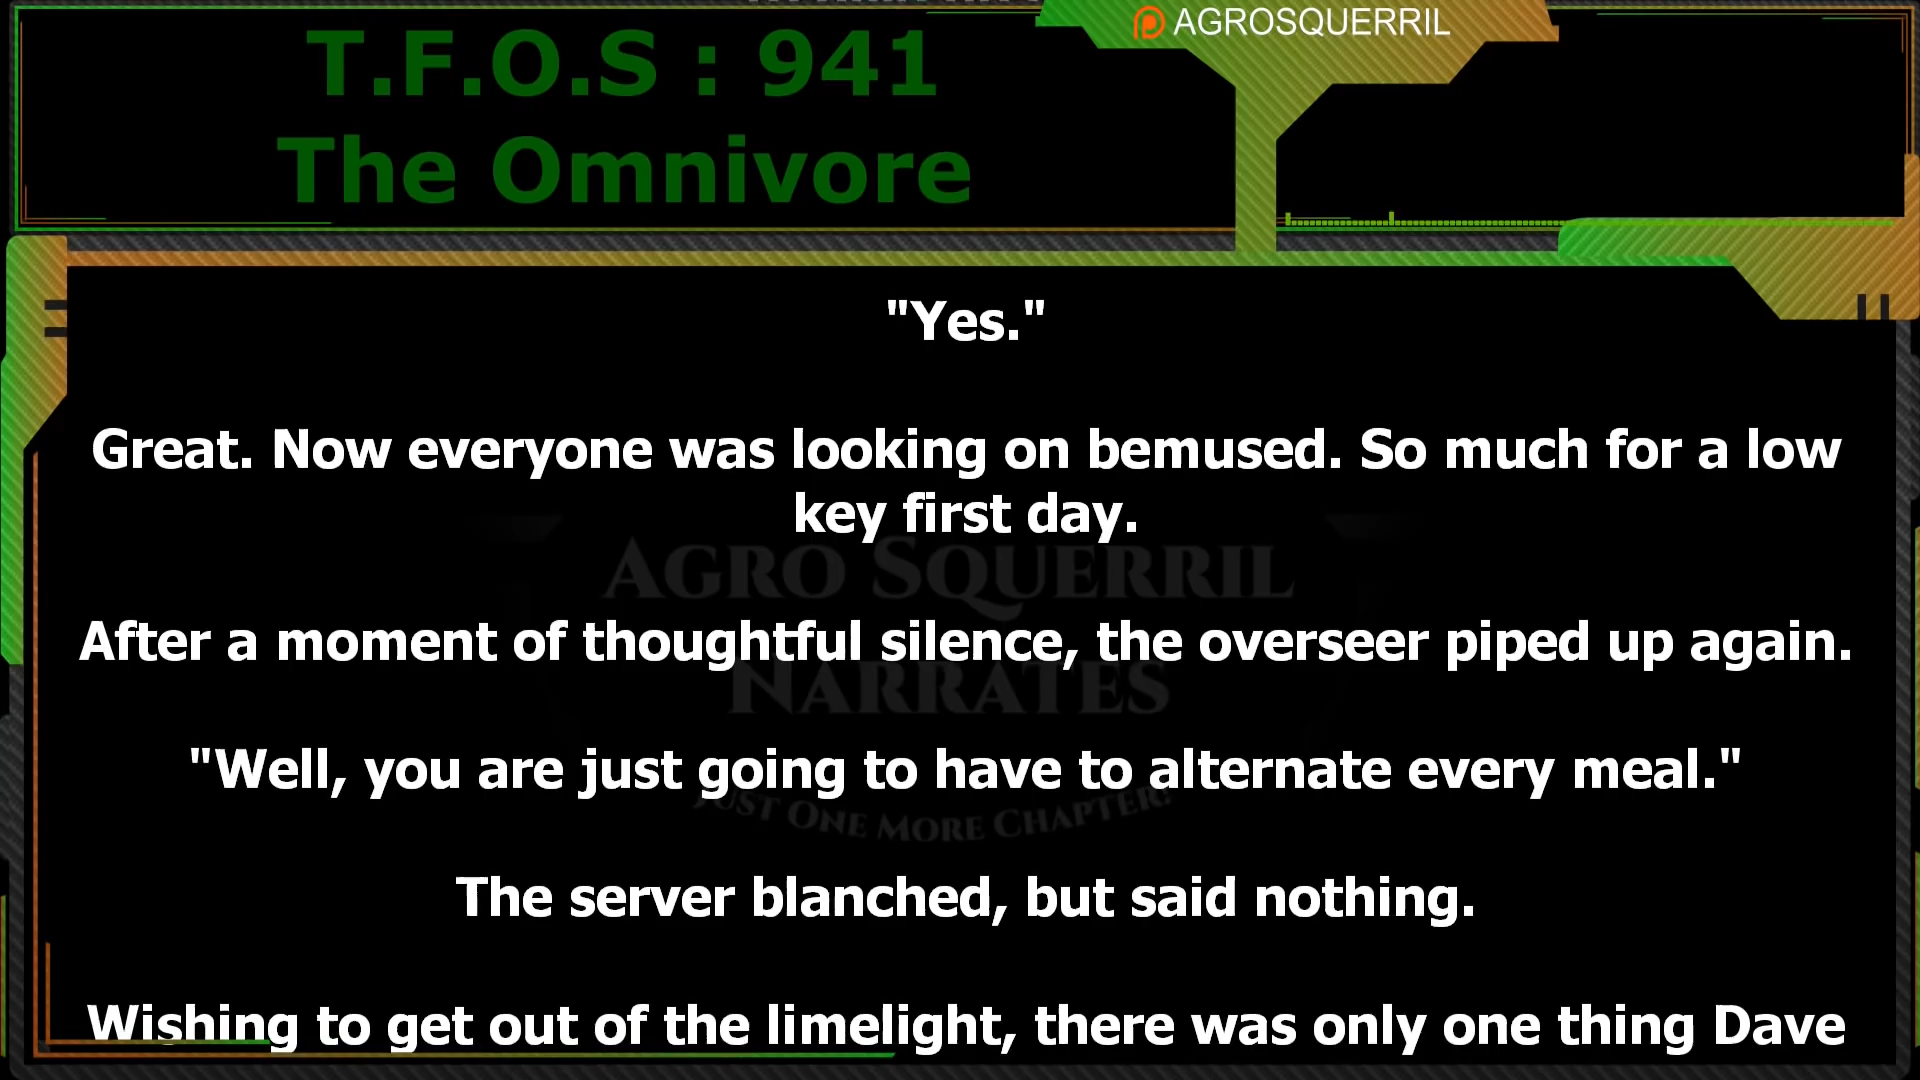 AGROSQUERRIL
T.F.O.S : 941
The Omnivore
"Yes."
Great. Now everyone was looking on bemused. So much for a low
key first day.
AGRO SQUERRIL
After a moment of thoughtful silence, the overseer piped up again.
NARRATES
"Well, you are just going to have to alternate every meal."
JUST ONE MORE CHAPTER!
The server blanched, but said nothing.
Wishing to get out of the limelight, there was only one thing Dave